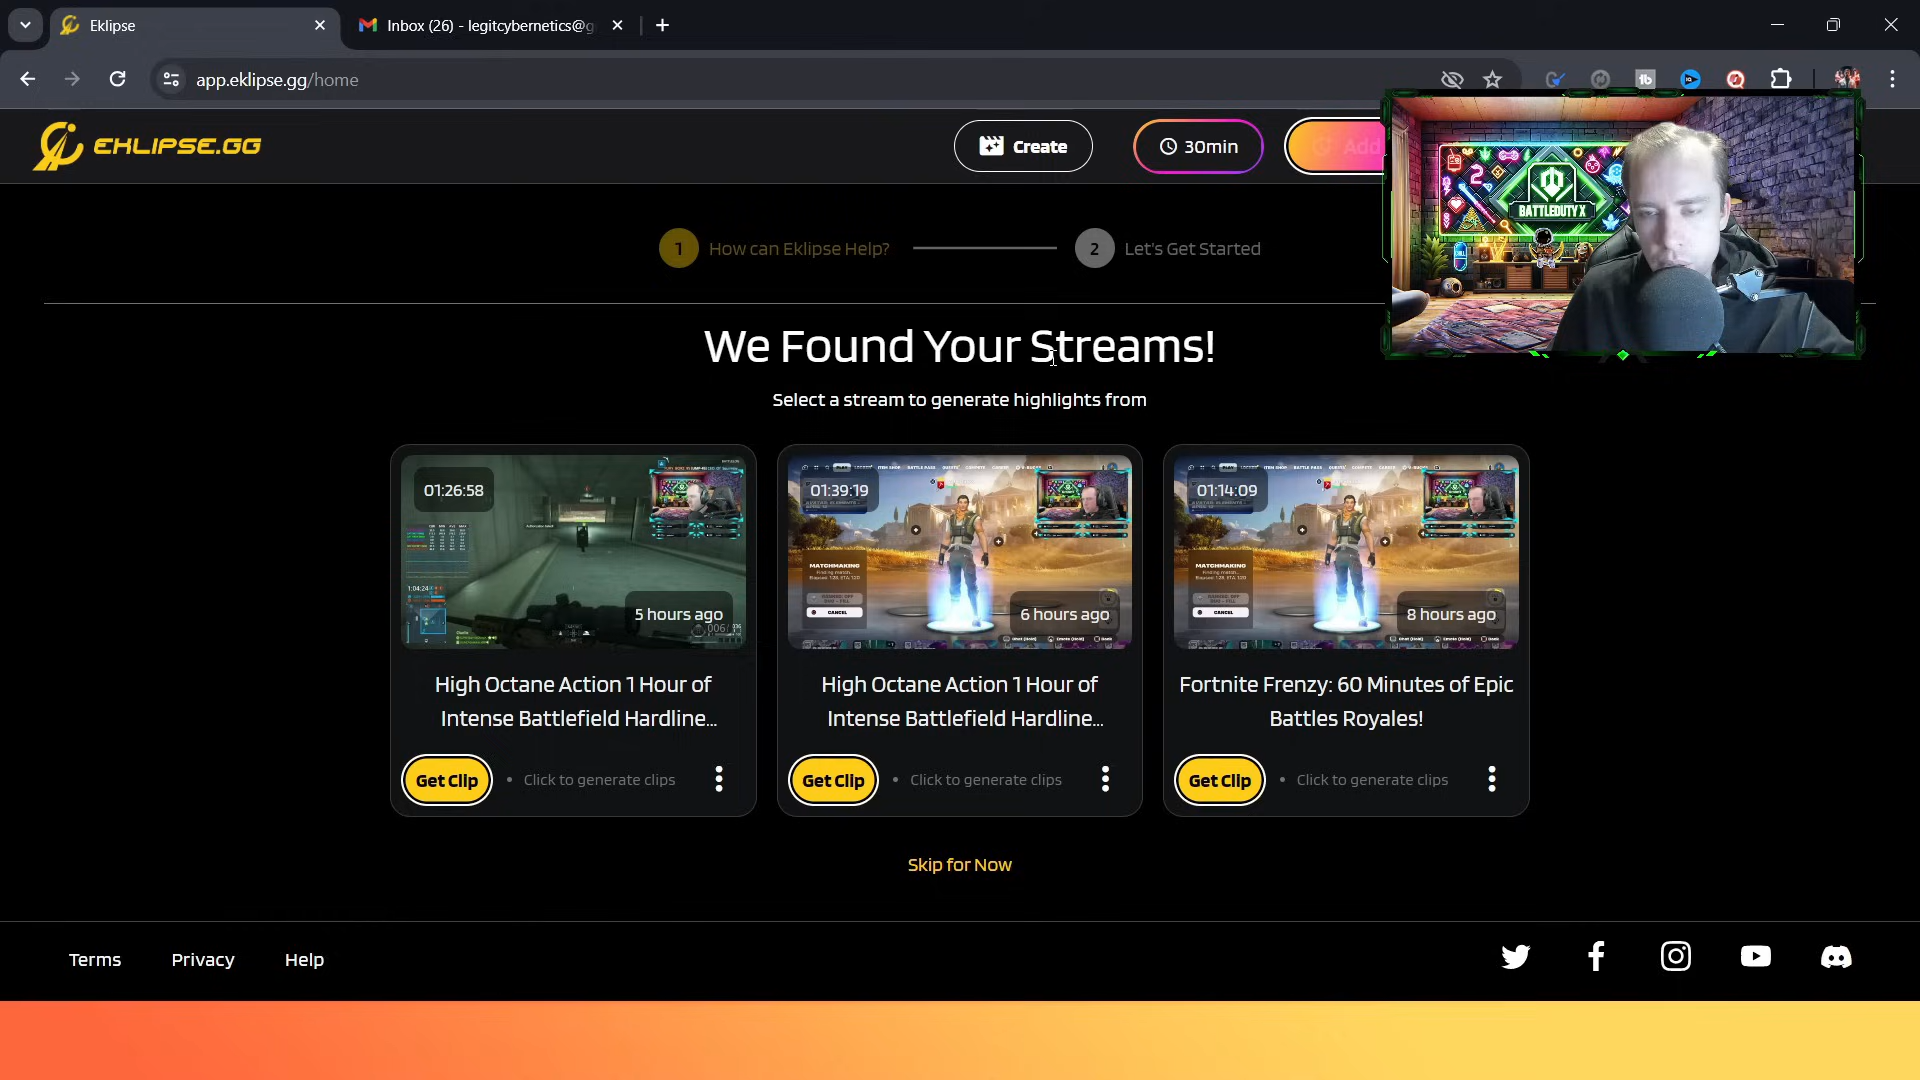 Eklipse
Inbox (26) - legitcybernetics@g
app.eklipse.gg/home
EKLIPSE.GG
Create
30min
Add
BATTLEDUTY X
1 How can Eklipse Help?
2 Let's Get Started
We Found Your Streams!
Select a stream to generate highlights from
01:26:58
5 hours ago
High Octane Action 1 Hour of
Intense Battlefield Hardline...
Get Clip • Click to generate clips
01:39:19
MATCHMAKING
CANCEL
6 hours ago
High Octane Action 1 Hour of
Intense Battlefield Hardline...
Get Clip • Click to generate clips
01:14:09
MATCHMAKING
CANCEL
8 hours ago
Fortnite Frenzy: 60 Minutes of Epic
Battles Royales!
Get Clip • Click to generate clips
Skip for Now
Terms
Privacy
Help